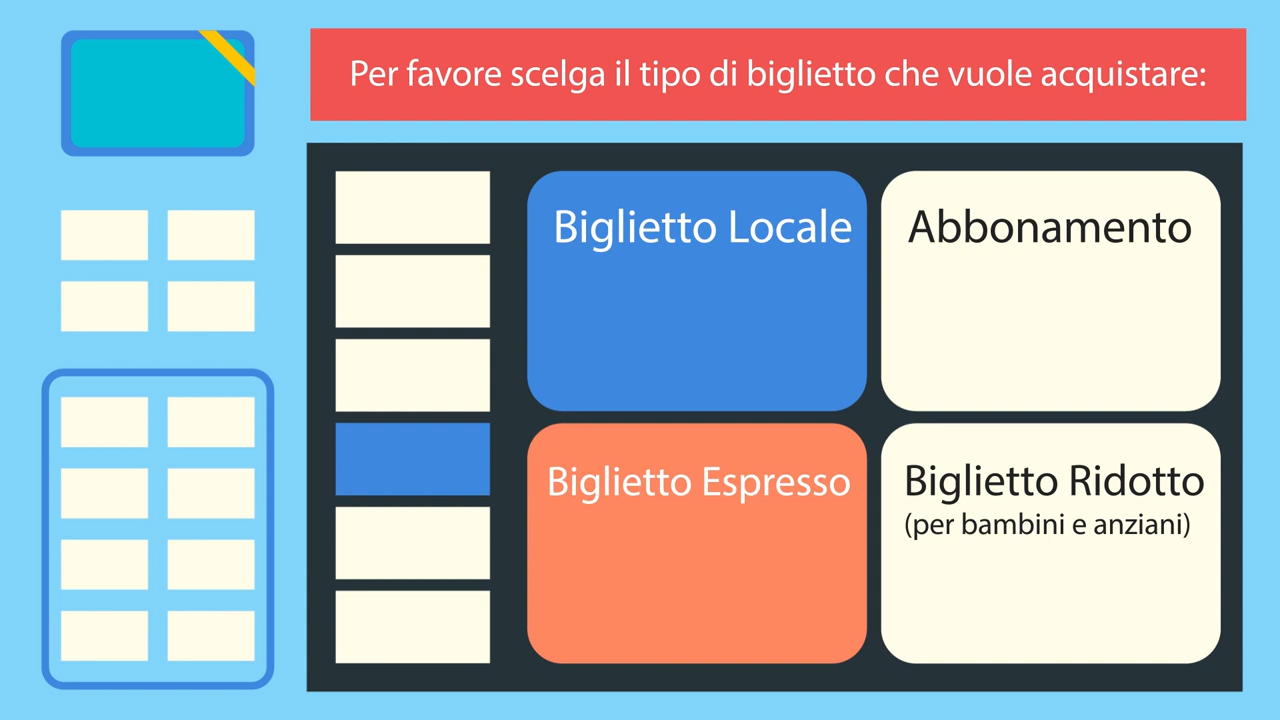 Per favore scelga il tipo di biglietto che vuole acquistare:
Biglietto Locale
Abbonamento
Biglietto Espresso
Biglietto Ridotto
(per bambini e anziani)